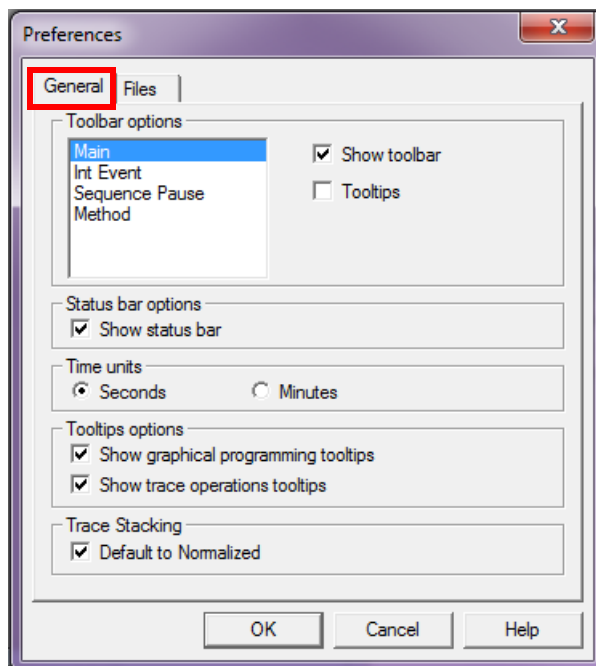 Preferences
General Files
Toolbar options
Main
Int Event
Sequence Pause
Method
Show toolbar
Tooltips
Status bar options
Show status bar
Time units
Seconds Minutes
Tooltips options
Show graphical programming tooltips
Show trace operations tooltips
Trace Stacking
Default to Normalized
OK Cancel Help